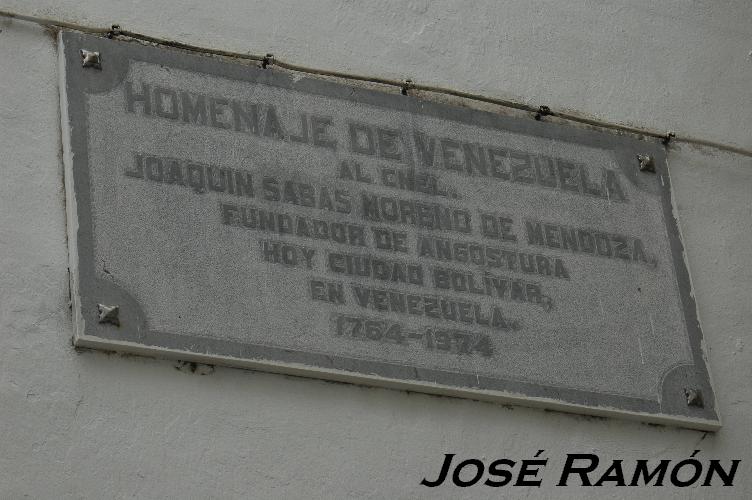 HOMENAJE DE VENEZUELA
AL CNEL.
JOAQUIN SABAS MORENO DE MENDOZA,
FUNDADOR DE ANGOSTURA
HOY CIUDAD BOLÍVAR,
EN VENEZUELA.
1764-1974
JOSÉ RAMÓN